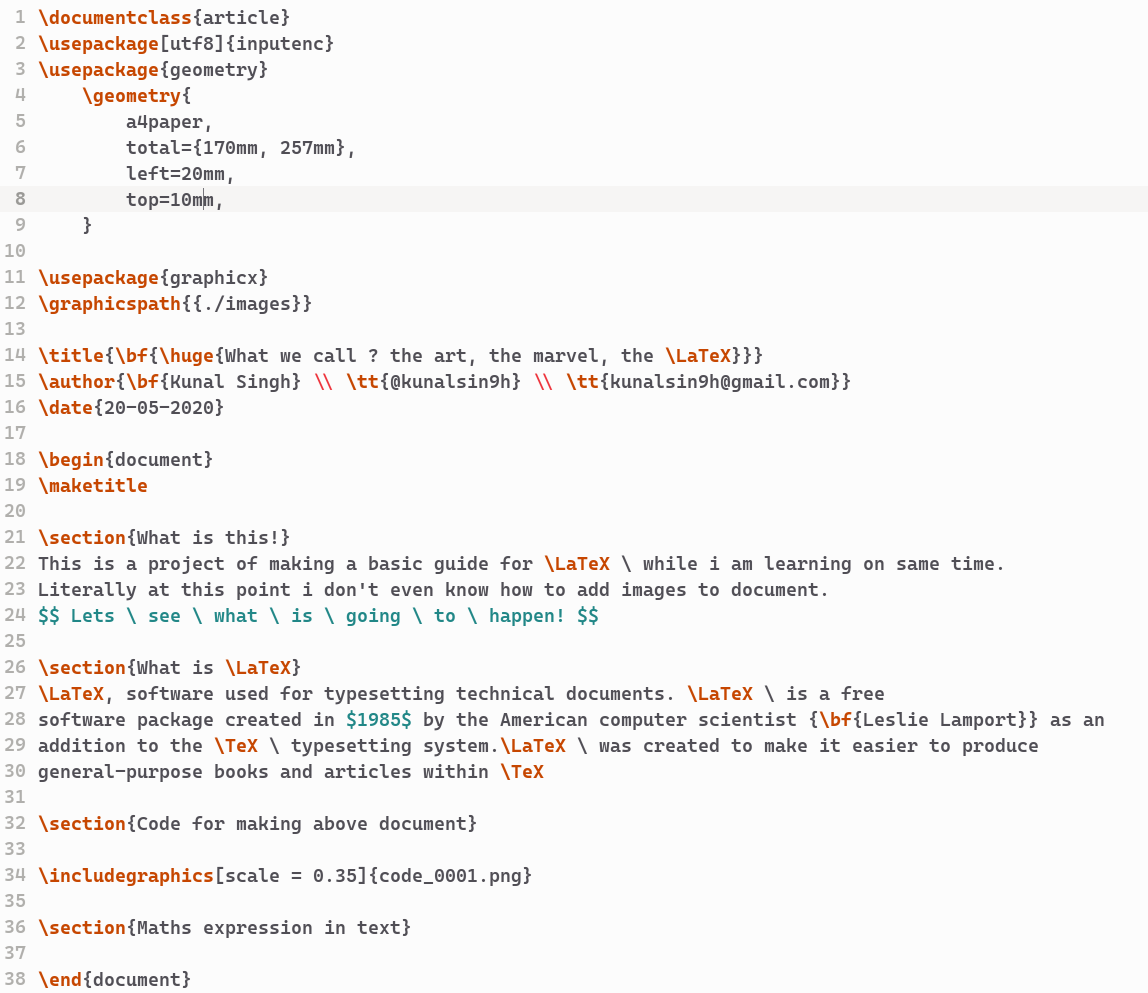 1 \documentclass{article}
2 \usepackage[utf8]{inputenc}
3 \usepackage{geometry}
4     \geometry{
5         a4paper,
6         total={170mm, 257mm},
7         left=20mm,
8         top=10mm,
9     }
10
11 \usepackage{graphicx}
12 \graphicspath{{./images}}
13
14 \title{\bf{\huge{What we call ? the art, the marvel, the \LaTeX}}}
15 \author{\bf{Kunal Singh} \\ \tt{@kunalsin9h} \\ \tt{kunalsin9h@gmail.com}}
16 \date{20-05-2020}
17
18 \begin{document}
19 \maketitle
20
21 \section{What is this!}
22 This is a project of making a basic guide for \LaTeX \ while i am learning on same time.
23 Literally at this point i don't even know how to add images to document.
24 $$ Lets \ see \ what \ is \ going \ to \ happen! $$
25
26 \section{What is \LaTeX}
27 \LaTeX, software used for typesetting technical documents. \LaTeX \ is a free
28 software package created in $1985$ by the American computer scientist {\bf{Leslie Lamport}} as an
29 addition to the \TeX \ typesetting system.\LaTeX \ was created to make it easier to produce
30 general-purpose books and articles within \TeX
31
32 \section{Code for making above document}
33
34 \includegraphics[scale = 0.35]{code_0001.png}
35
36 \section{Maths expression in text}
37
38 \end{document}